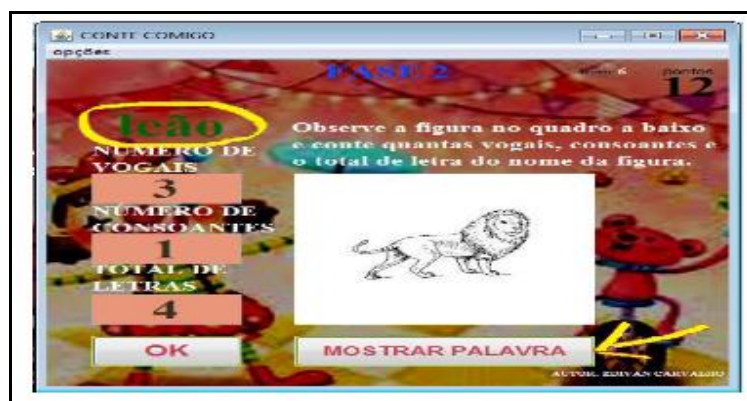 CONTE COMIGO
opções
FASE 2
pontos
12
leão
Observe a figura no quadro a baixo
e conte quantas vogais, consoantes e
o total de letra do nome da figura.
NÚMERO DE
VOGAIS
3
NÚMERO DE
CONSOANTES
1
TOTAL DE
LETRAS
4
OK
MOSTRAR PALAVRA
AUTOR. EDIVAN CARVALHO